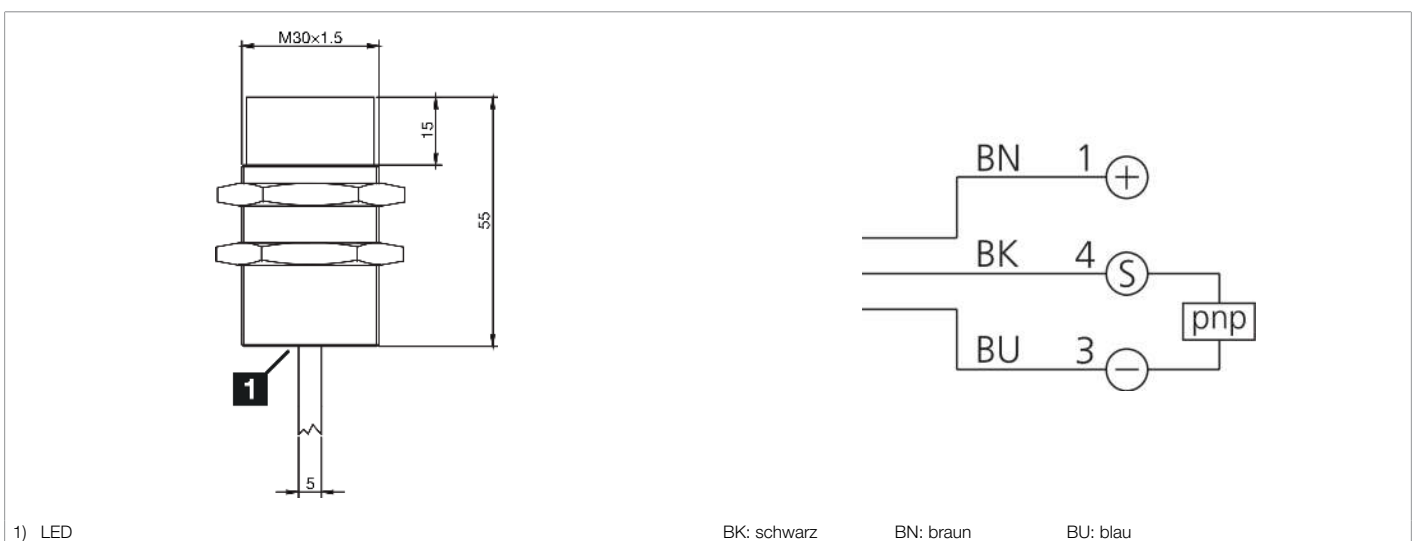 M30×1.5
15
55
1
5
BN 1 +
BK 4 S
pnp
BU 3 −
1) LED
BK: schwarz BN: braun BU: blau